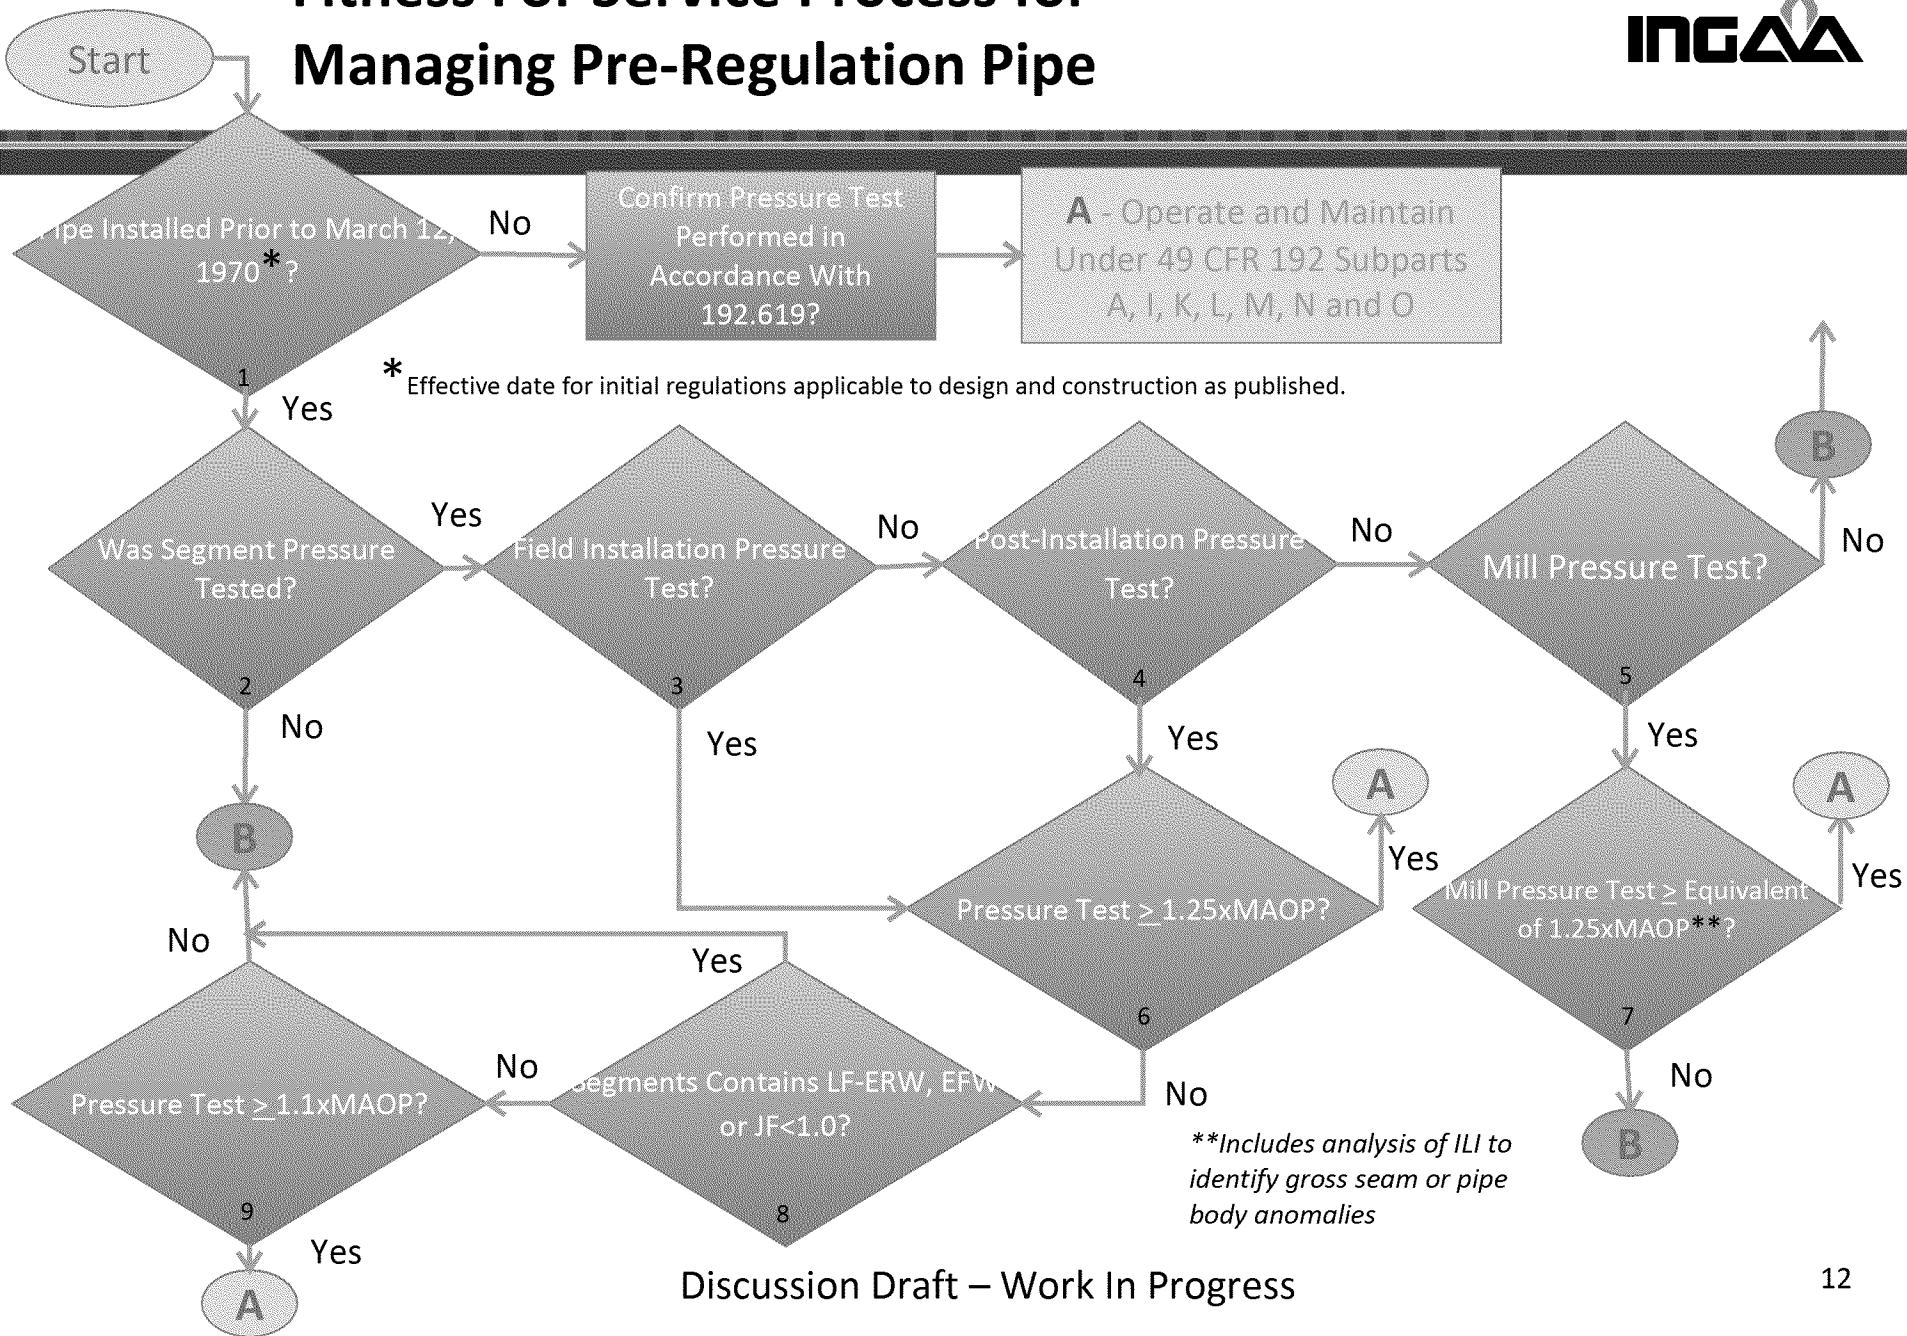 Fitness For Service Process for
Managing Pre-Regulation Pipe
INGAA
Start
Pipe Installed Prior to March 12,
1970* ?
1
No
Confirm Pressure Test
Performed in
Accordance With
192.619?
A - Operate and Maintain
Under 49 CFR 192 Subparts
A, I, K, L, M, N and O
* Effective date for initial regulations applicable to design and construction as published.
Yes
Was Segment Pressure
Tested?
2
Yes
Field Installation Pressure
Test?
3
No
Post-Installation Pressure
Test?
4
No
Mill Pressure Test?
5
No
B
No
B
Yes
Yes
Yes
Pressure Test ≥ 1.25xMAOP?
6
Yes
A
Mill Pressure Test ≥ Equivalent
of 1.25xMAOP**?
7
Yes
A
No
B
No
Segments Contains LF-ERW, EFW
or JF<1.0?
8
Yes
No
Pressure Test ≥ 1.1xMAOP?
9
No
Yes
A
**Includes analysis of ILI to
identify gross seam or pipe
body anomalies
Discussion Draft – Work In Progress
12